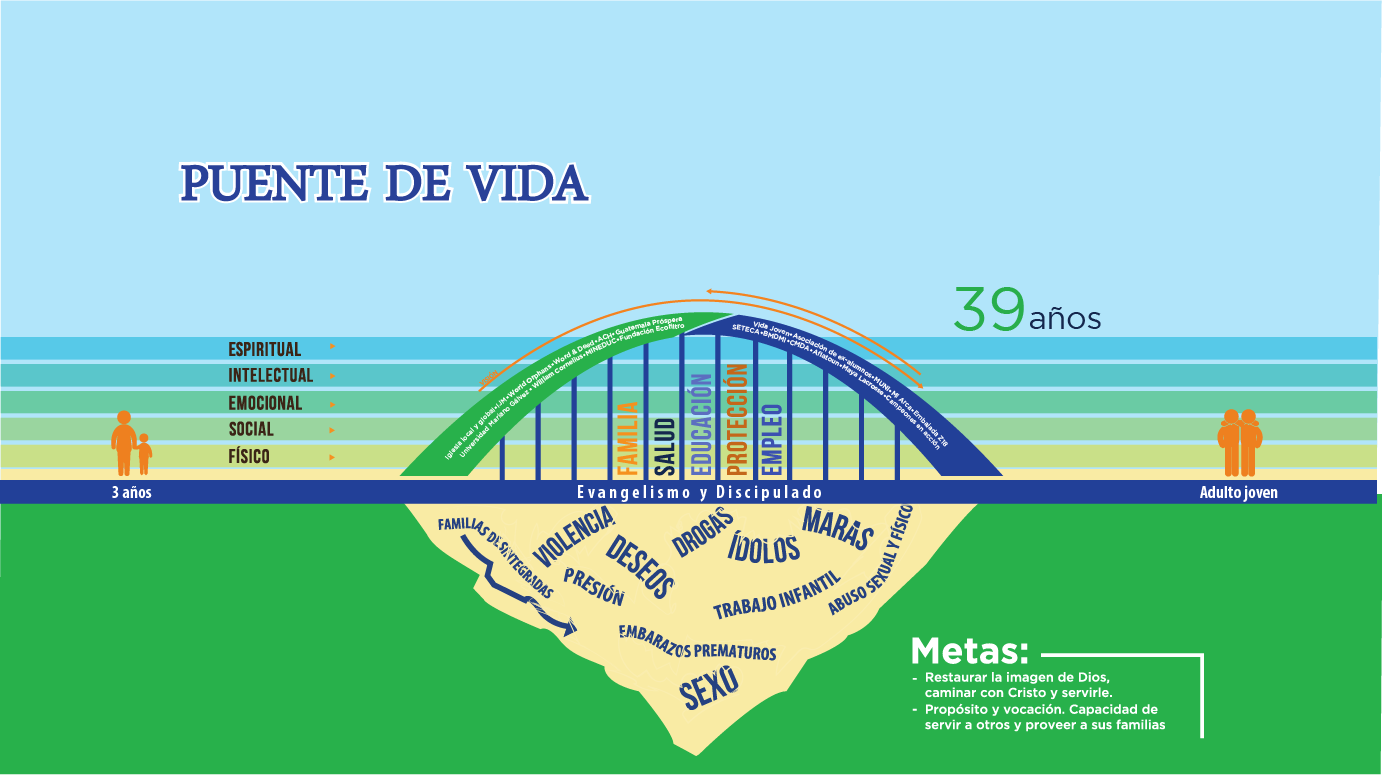 PUENTE DE VIDA
39 años
ESPIRITUAL
INTELECTUAL
EMOCIONAL
SOCIAL
FÍSICO
Iglesia local y global•IJM•World Orphans•Word & Deed•ACH•Guatemala Próspera
Universidad Mariano Gálvez•William Cornelius•MINEDUC•Fundación Ecofiltro
Vida Joven•Asociación de ex-alumnos•MUNI•Mi Arca•Embajada Z18
SETECA•BMDMI•CMDA•Aflatoun•Maya Lacrosse•Campeones en acción
FAMILIA
SALUD
EDUCACIÓN
PROTECCIÓN
EMPLEO
3 años
Evangelismo y Discipulado
Adulto joven
FAMILIAS DESINTEGRADAS
VIOLENCIA
DESEOS
PRESIÓN
DROGAS
ÍDOLOS
MARAS
ABUSO SEXUAL Y FÍSICO
TRABAJO INFANTIL
EMBARAZOS PREMATUROS
SEXO
Metas:
- Restaurar la imagen de Dios,
caminar con Cristo y servirle.
- Propósito y vocación. Capacidad de
servir a otros y proveer a sus familias